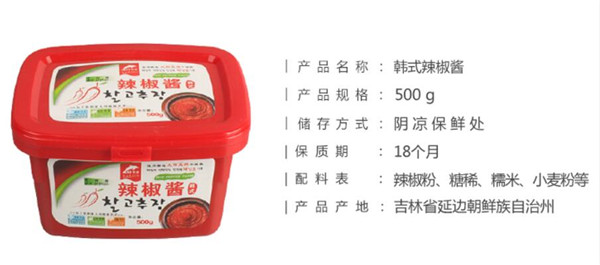 辣椒酱
찰고추장
500g
辣椒酱
찰고추장
500g
产品名称：韩式辣椒酱
产品规格：500 g
储存方式：阴凉保鲜处
保质期：18个月
配料表：辣椒粉、糖稀、糯米、小麦粉等
产品产地：吉林省延边朝鲜族自治州